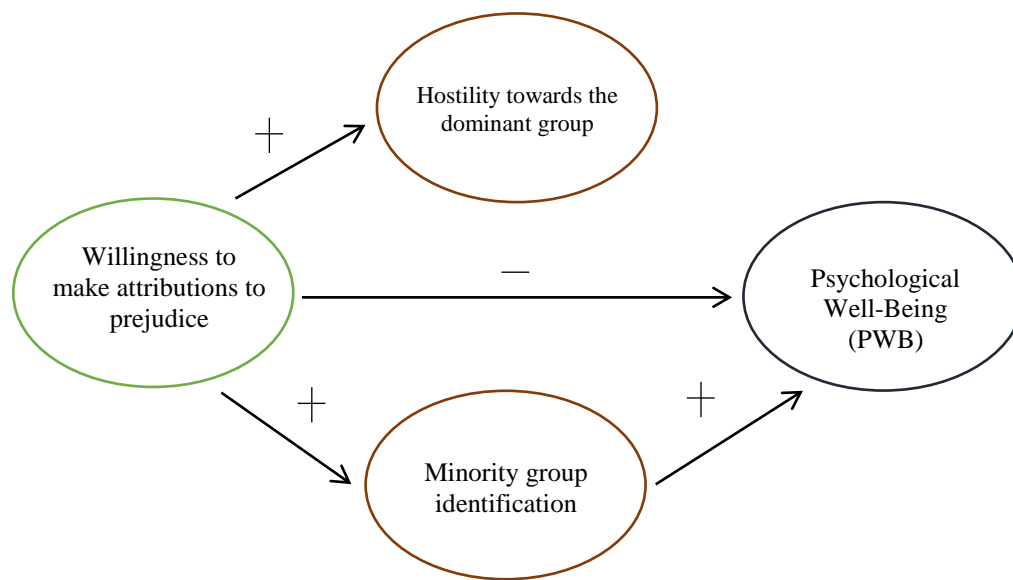 Hostility towards the
dominant group
+
Willingness to
make attributions to
prejudice
—
Psychological
Well-Being
(PWB)
+
+
Minority group
identification